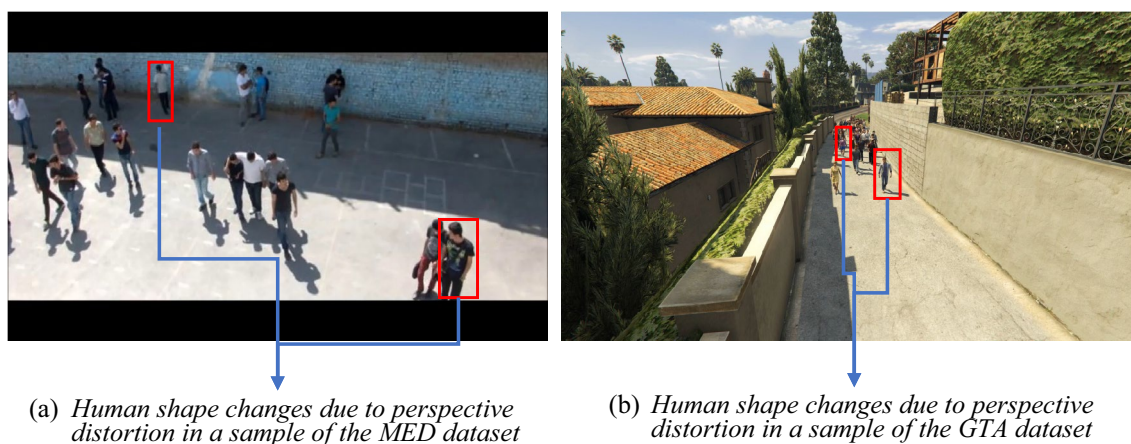 (a) Human shape changes due to perspective
distortion in a sample of the MED dataset
(b) Human shape changes due to perspective
distortion in a sample of the GTA dataset